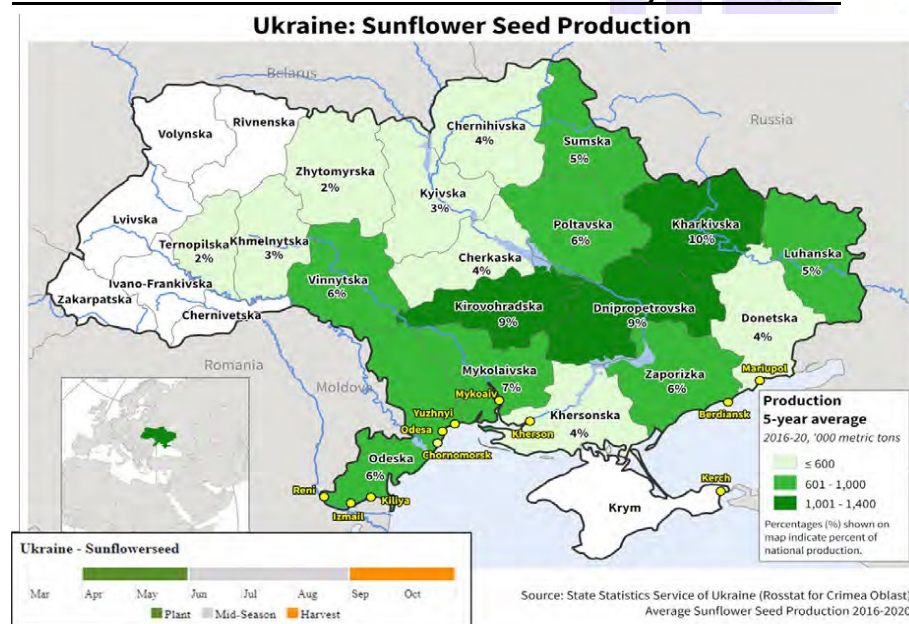 Ukraine: Sunflower Seed Production
Belarus
Russia
Volynska
Rivnenska
Chernihivska
4%
Sumska
5%
Zhytomyrska
2%
Kyivska
3%
Lvivska
Poltavska
6%
Kharkivska
10%
Ternopilska
2%
Khmelnytska
3%
Luhanska
5%
Cherkaska
4%
Vinnytska
6%
Ivano-Frankivska
Zakarpatska
Chernivetska
Kirovohradska
9%
Dnipropetrovska
9%
Donetska
4%
Romania
Moldova
Mykolaivska
7%
Mykoaiv
Zaporizka
6%
Mariupol
Berdiansk
Yuzhnyi
Odesa
Chornomorsk
Kherson
Khersonska
4%
Odeska
6%
Reni
Izmail
Kiliya
Krym
Kerch
Production
5-year average
2016-20, '000 metric tons
≤ 600
601 - 1,000
1,001 - 1,400
Percentages (%) shown on
map indicate percent of
national production.
Ukraine - Sunflowerseed
Mar Apr May Jun Jul Aug Sep Oct
Plant Mid-Season Harvest
Source: State Statistics Service of Ukraine (Rosstat for Crimea Oblast)
Average Sunflower Seed Production 2016-2020